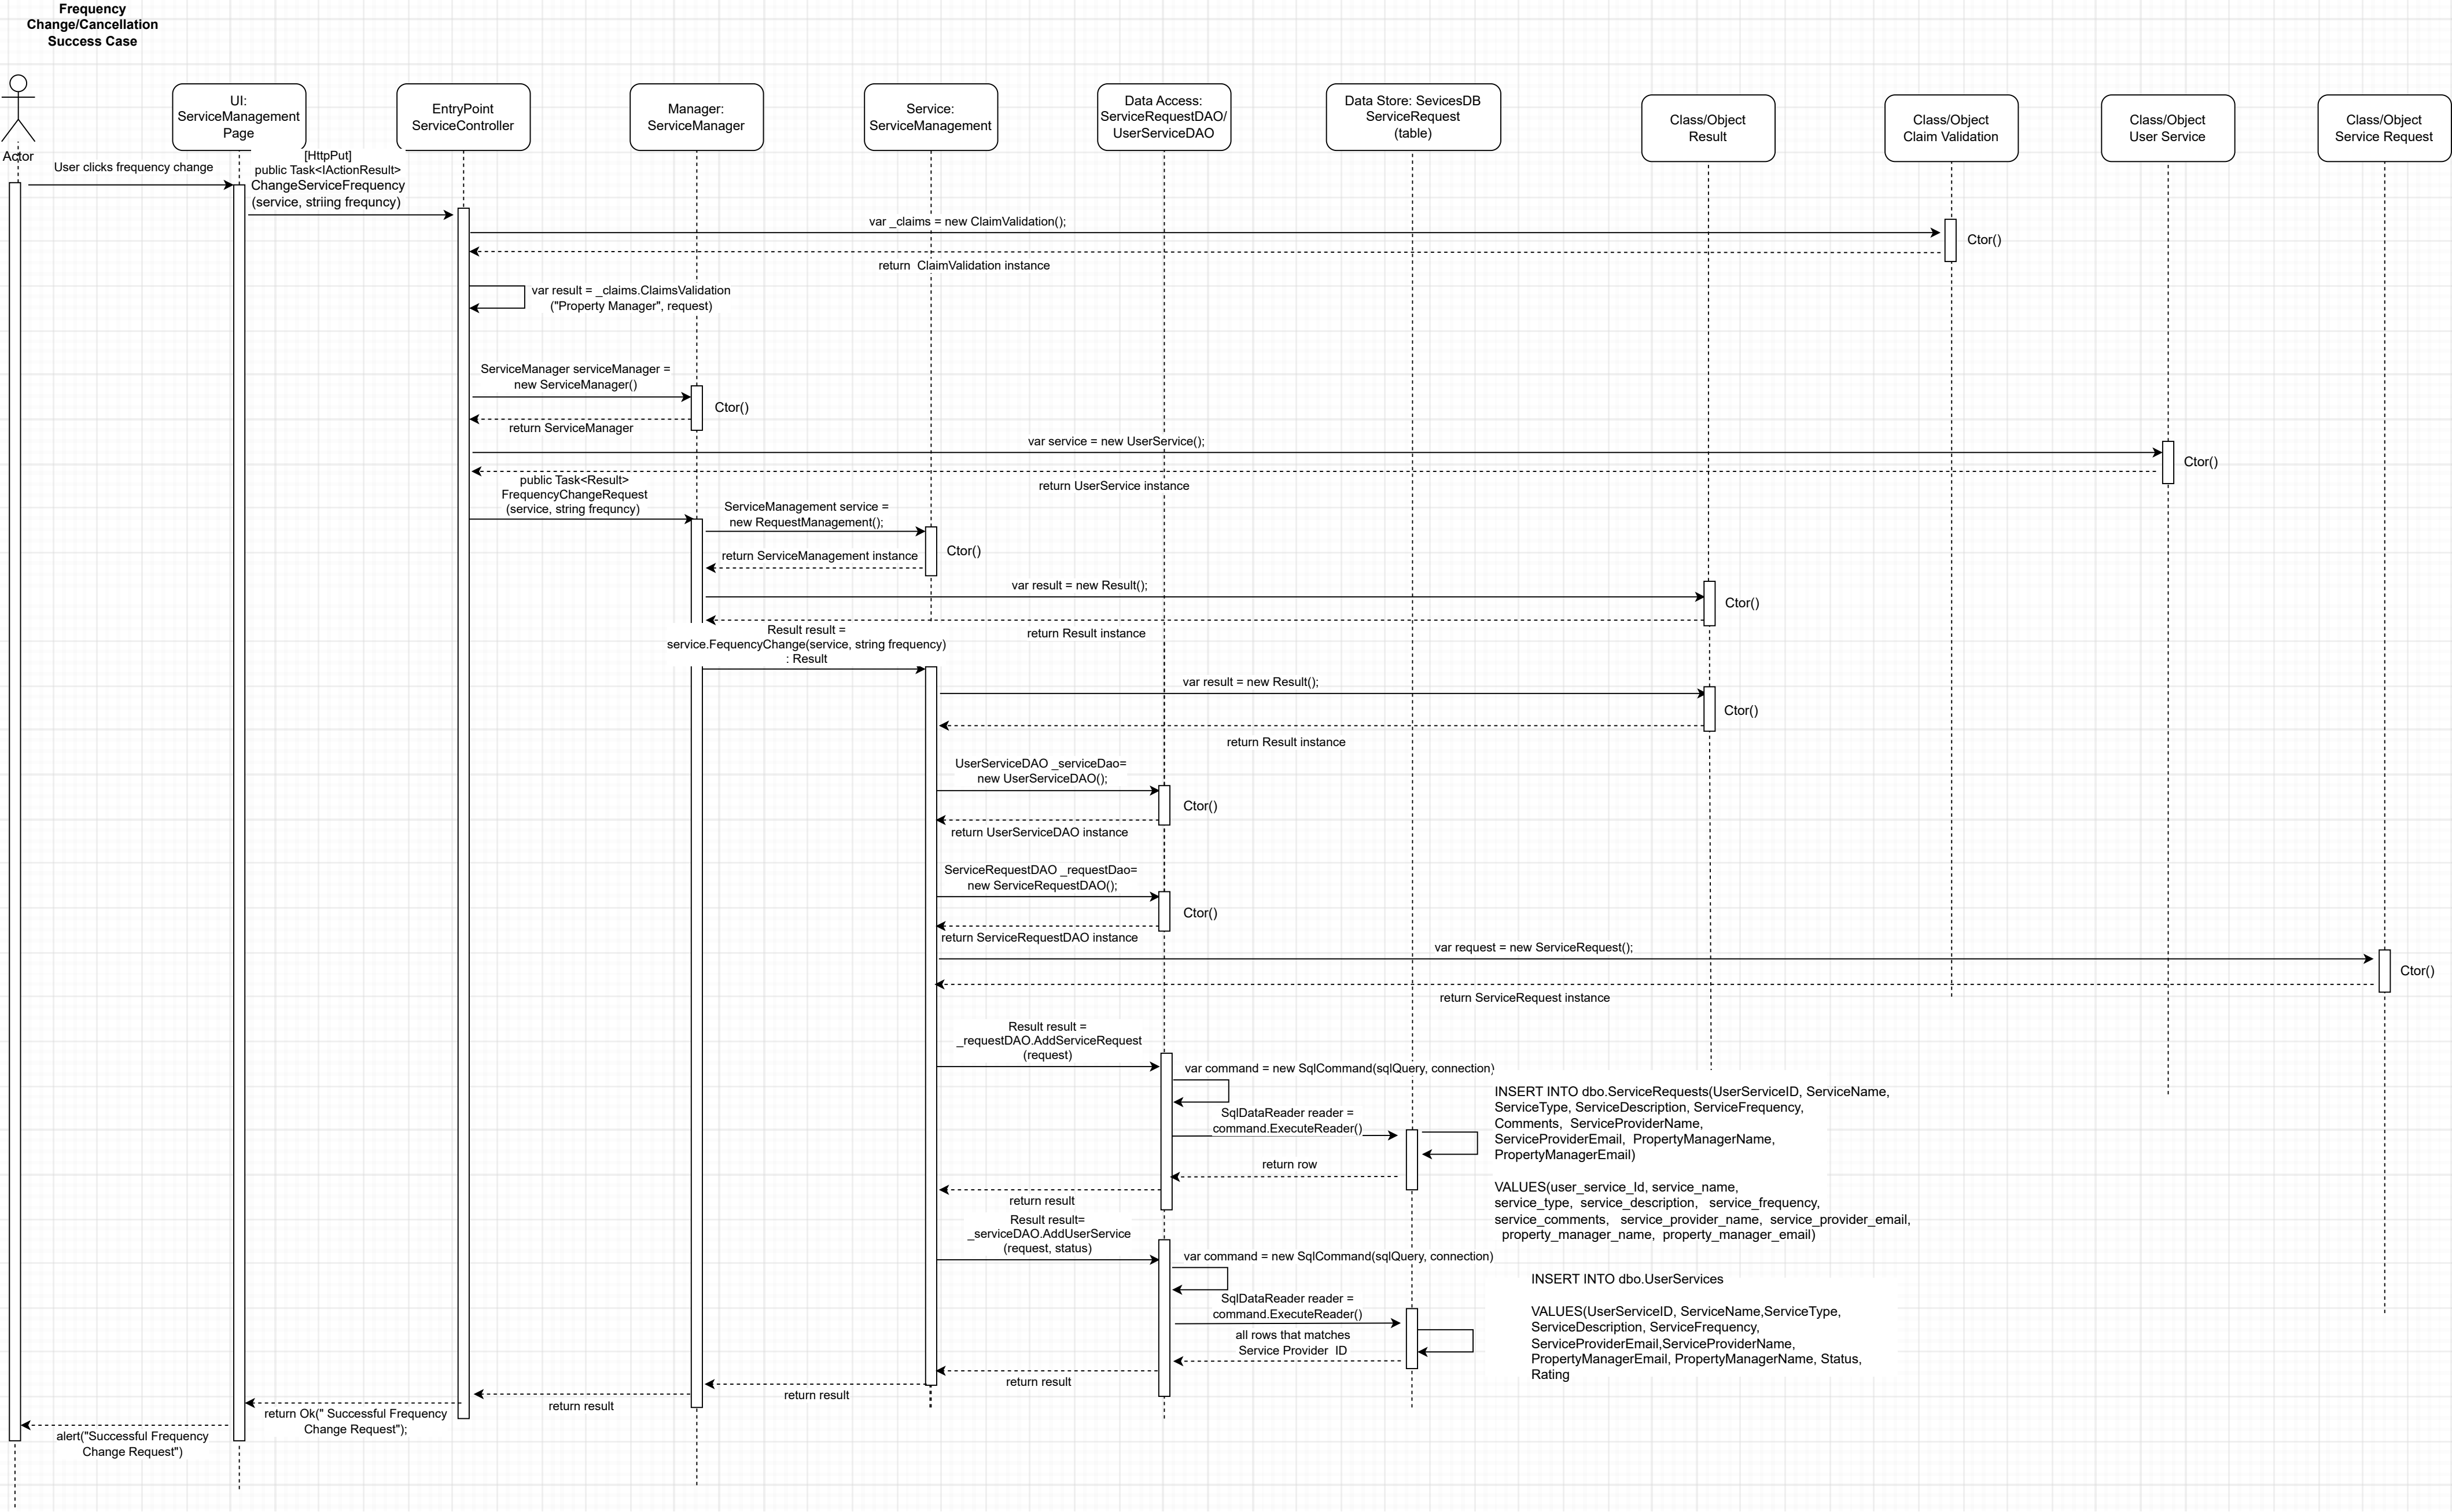 Frequency
Change/Cancellation
Success Case
Actor
UI:
ServiceManagement
Page
EntryPoint
ServiceController
Manager:
ServiceManager
Service:
ServiceManagement
Data Access:
ServiceRequestDAO/
UserServiceDAO
Data Store: SevicesDB
ServiceRequest
(table)
Class/Object
Result
Class/Object
Claim Validation
Class/Object
User Service
Class/Object
Service Request
User clicks frequency change
[HttpPut]
public Task<IActionResult>
ChangeServiceFrequency
(service, striing frequncy)
var _claims = new ClaimValidation();
Ctor()
return  ClaimValidation instance
var result = _claims.ClaimsValidation
("Property Manager", request)
ServiceManager serviceManager =
new ServiceManager()
Ctor()
return ServiceManager
var service = new UserService();
Ctor()
return UserService instance
public Task<Result>
FrequencyChangeRequest
(service, string frequncy)
ServiceManagement service =
new RequestManagement();
Ctor()
return ServiceManagement instance
var result = new Result();
Ctor()
return Result instance
Result result =
service.FequencyChange(service, string frequency)
: Result
var result = new Result();
Ctor()
return Result instance
UserServiceDAO _serviceDao=
new UserServiceDAO();
Ctor()
return UserServiceDAO instance
ServiceRequestDAO _requestDao=
new ServiceRequestDAO();
Ctor()
return ServiceRequestDAO instance
var request = new ServiceRequest();
Ctor()
return ServiceRequest instance
Result result =
_requestDAO.AddServiceRequest
(request)
var command = new SqlCommand(sqlQuery, connection)
SqlDataReader reader =
command.ExecuteReader()
INSERT INTO dbo.ServiceRequests(UserServiceID, ServiceName,
ServiceType, ServiceDescription, ServiceFrequency,
Comments,  ServiceProviderName,
ServiceProviderEmail,  PropertyManagerName,
PropertyManagerEmail)
VALUES(user_service_Id, service_name,
service_type,  service_description,   service_frequency,
service_comments,   service_provider_name,  service_provider_email,
property_manager_name,  property_manager_email)
return row
return result
Result result=
_serviceDAO.AddUserService
(request, status)
var command = new SqlCommand(sqlQuery, connection)
SqlDataReader reader =
command.ExecuteReader()
INSERT INTO dbo.UserServices
VALUES(UserServiceID, ServiceName,ServiceType,
ServiceDescription, ServiceFrequency,
ServiceProviderEmail,ServiceProviderName,
PropertyManagerEmail, PropertyManagerName, Status,
Rating
all rows that matches
Service Provider  ID
return result
return result
return result
return Ok(" Successful Frequency
Change Request");
alert("Successful Frequency
Change Request")